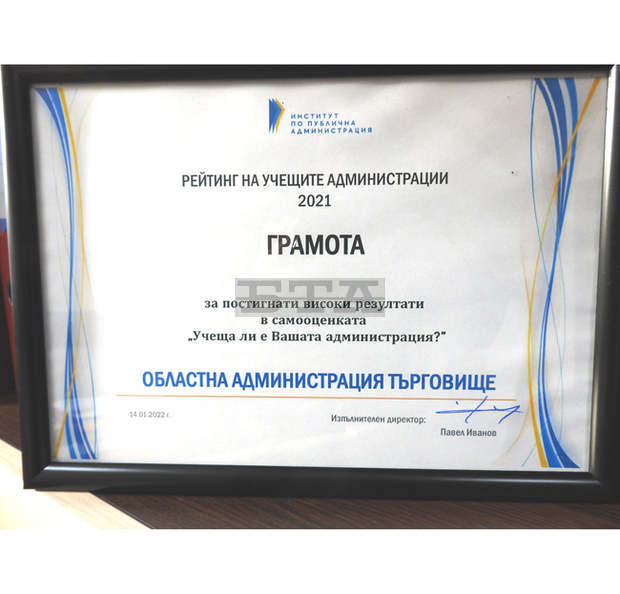 ИНСТИТУТ
ПО ПУБЛИЧНА
АДМИНИСТРАЦИЯ
РЕЙТИНГ НА УЧЕЩИТЕ АДМИНИСТРАЦИИ
2021
ГРАМОТА
БТА
за постигнати високи резултати
в самооценката
„Учеща ли е Вашата администрация?"
ОБЛАСТНА АДМИНИСТРАЦИЯ ТЪРГОВИЩЕ
14.01.2022 г.
Изпълнителен директор:
Павел Иванов